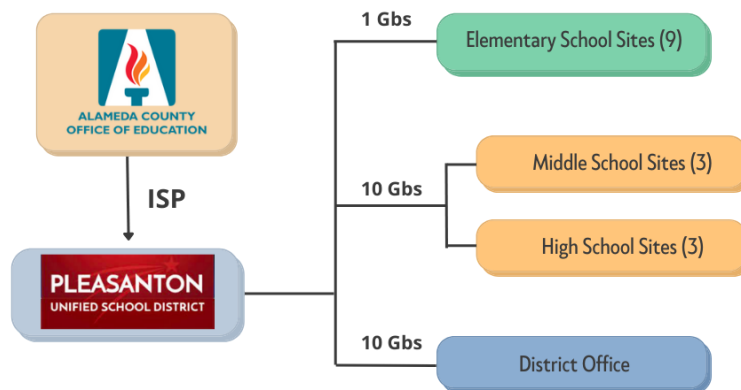 ALAMEDA COUNTY
OFFICE OF EDUCATION
ISP
PLEASANTON
UNIFIED SCHOOL DISTRICT
1 Gbs
Elementary School Sites (9)
10 Gbs
Middle School Sites (3)
High School Sites (3)
10 Gbs
District Office